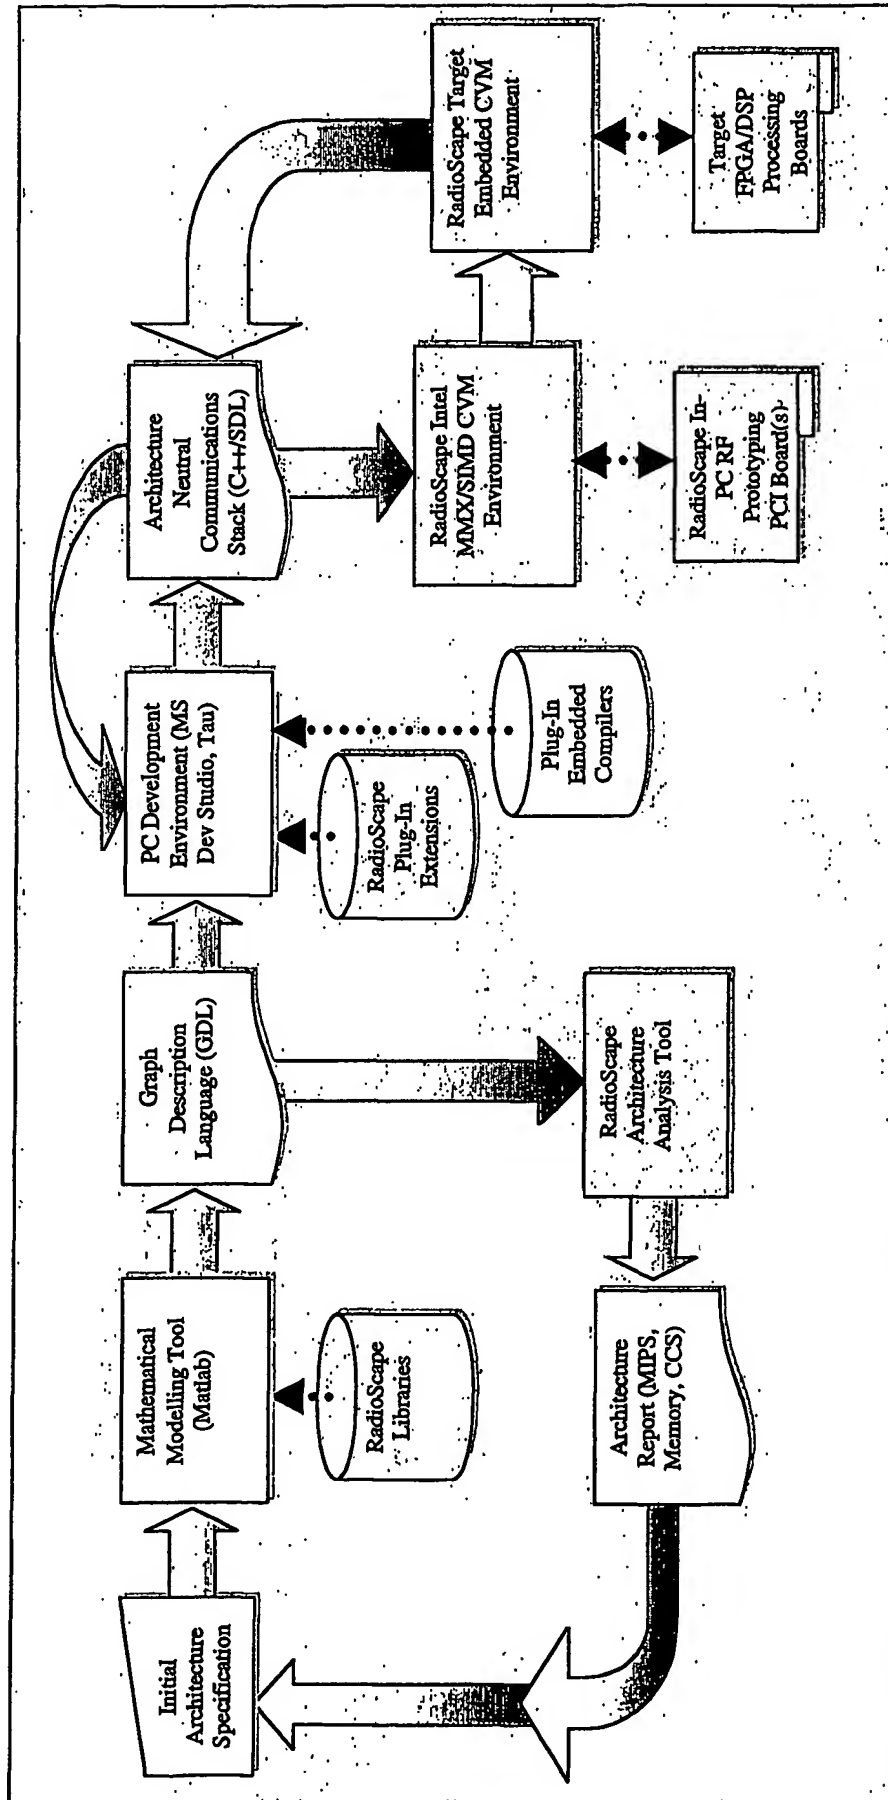 Initial
Architecture
Specification
Mathematical
Modelling Tool
(Matlab)
RadioScape
Libraries
Graph
Description
Language (GDL)
RadioScape
Architecture
Analysis Tool
Architecture
Report (MIPS,
Memory, CCS)
PC Development
Environment (MS
Dev Studio, Tau)
RadioScape
Plug-In
Extensions
Plug-In
Embedded
Compilers
Architecture
Neutral
Communications
Stack (C++/SDL)
RadioScape Intel
MMX/SIMD CVM
Environment
RadioScape In-
PC RF
Prototyping
PCI Board(s)
RadioScape Target
Embedded CVM
Environment
Target
FPGA/DSP
Processing
Boards